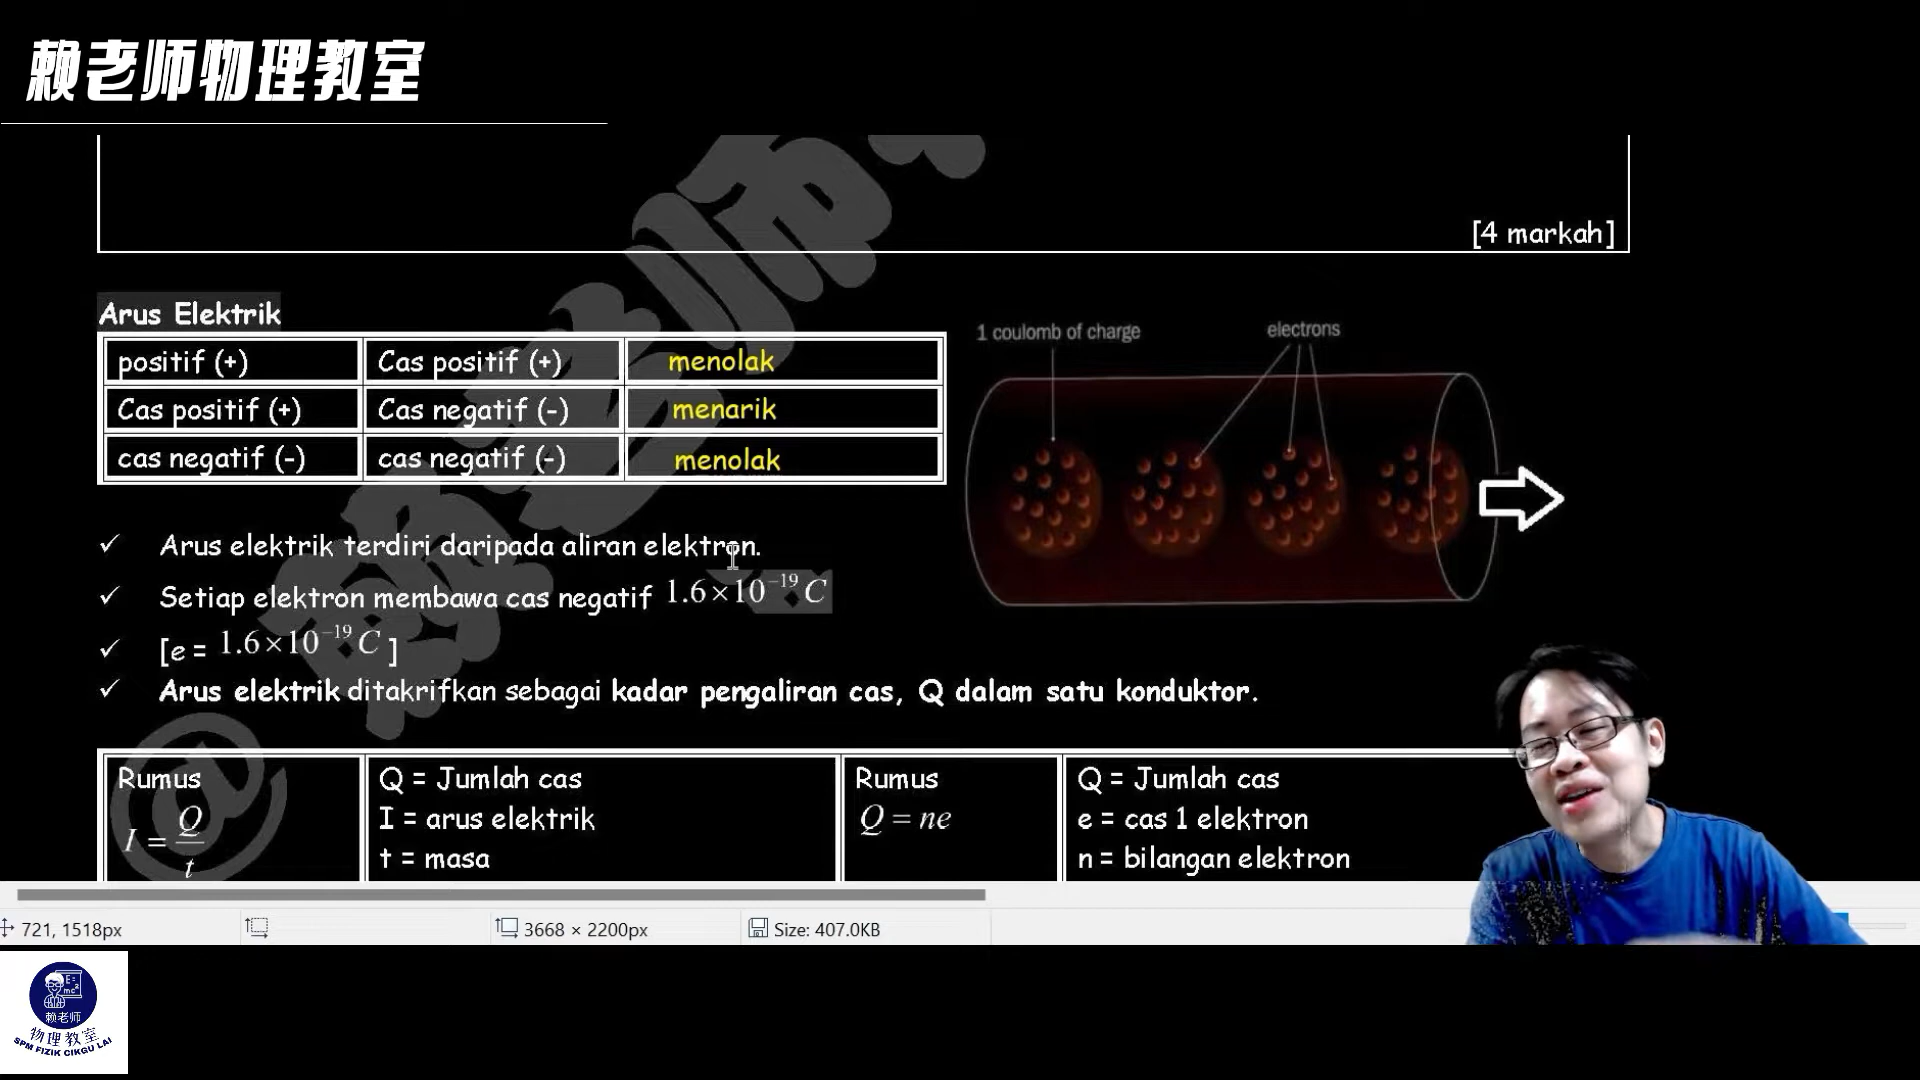 赖老师物理教室
[4 markah]
Arus Elektrik
positif (+) Cas positif (+) menolak
Cas positif (+) Cas negatif (-) menarik
cas negatif (-) cas negatif (-) menolak
1 coulomb of charge electrons
✓ Arus elektrik terdiri daripada aliran elektron.
✓ Setiap elektron membawa cas negatif 1.6×10⁻¹⁹ C
✓ [e = 1.6×10⁻¹⁹ C ]
✓ Arus elektrik ditakrifkan sebagai kadar pengaliran cas, Q dalam satu konduktor.
Rumus
I = Q/t
Q = Jumlah cas
I = arus elektrik
t = masa
Rumus
Q = ne
Q = Jumlah cas
e = cas 1 elektron
n = bilangan elektron
721, 1518px 3668 × 2200px Size: 407.0KB
赖老师
物理教室
SPM FIZIK CIKGU LAI